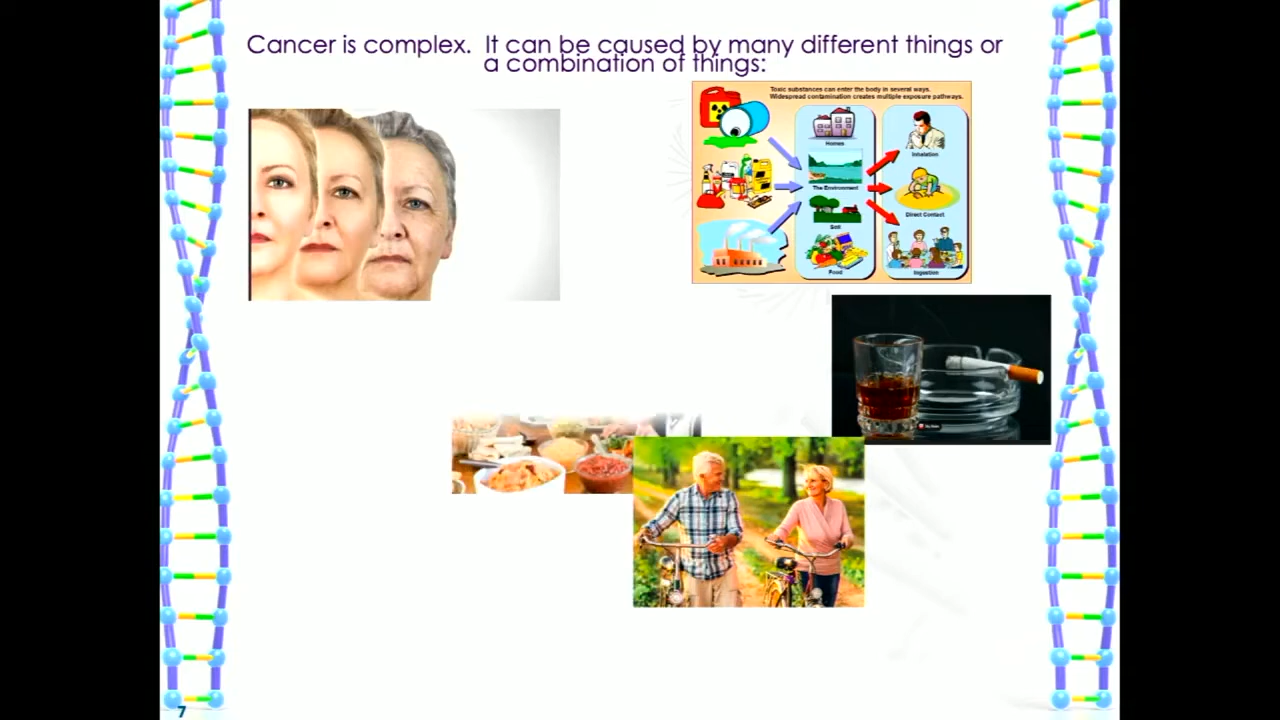 Cancer is complex.  It can be caused by many different things or
a combination of things:
Toxic substances can enter the body in several ways.
Widespread contamination creates multiple exposure pathways.
Homes
The Environment
Soil
Food
Inhalation
Direct Contact
Ingestion
7